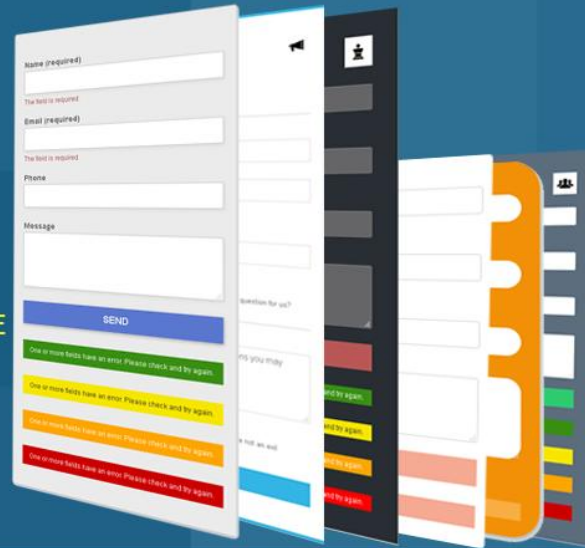 Name (required)
The field is required
Email (required)
The field is required
Phone
Message
SEND
One or more fields have an error. Please check and try again.
One or more fields have an error. Please check and try again.
One or more fields have an error. Please check and try again.
One or more fields have an error. Please check and try again.
E
question for us?
ns you may
e not an exi
and try again.
and try again.
and try again.
and try again.